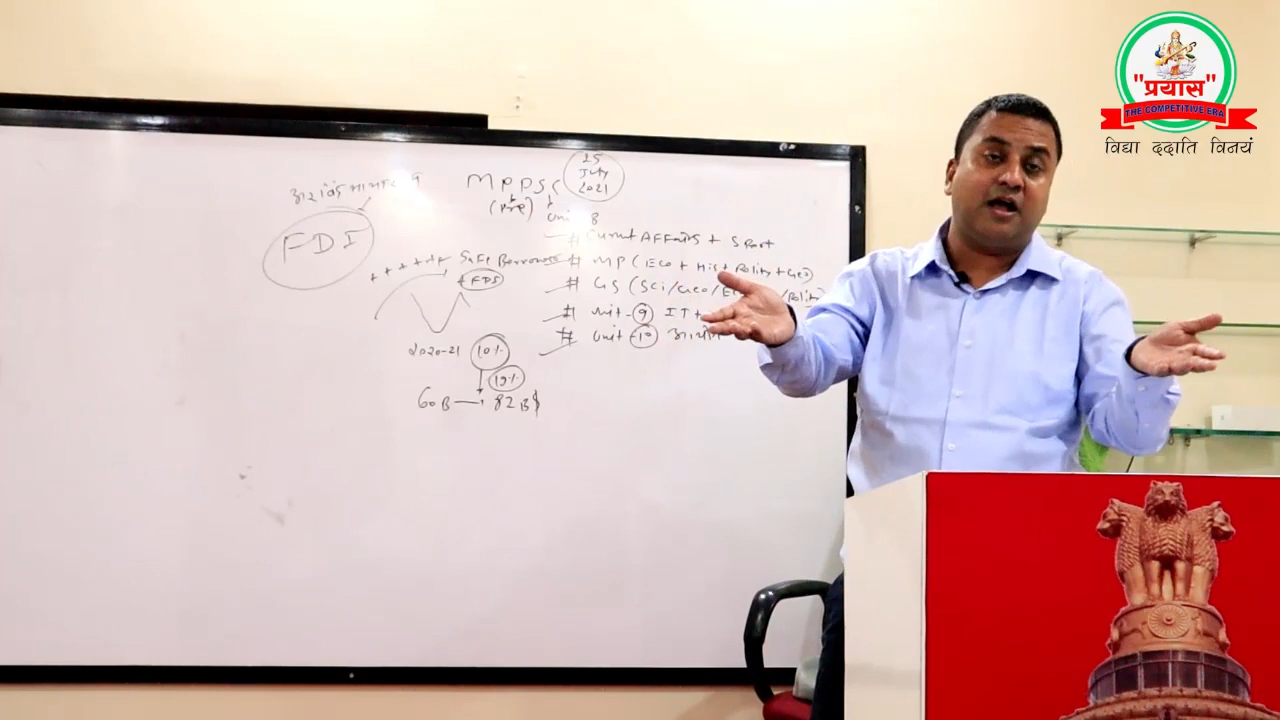 "प्रयास"
THE COMPETITIVE ERA
विद्या ददाति विनयं
MPPSC
25
July
2021
(Pre)
Unit 8
# Current AFFAIRS + Sport
# MP (Eco + Hist Polity + Geo)
# GS (Sci/Geo/ /Polity)
# Unit - 9 IT+
# Unit - 10 आयोग
FDI
+ + + + + Safe Borrower
FDI
2020-21 10%
19%
60B → 82B$